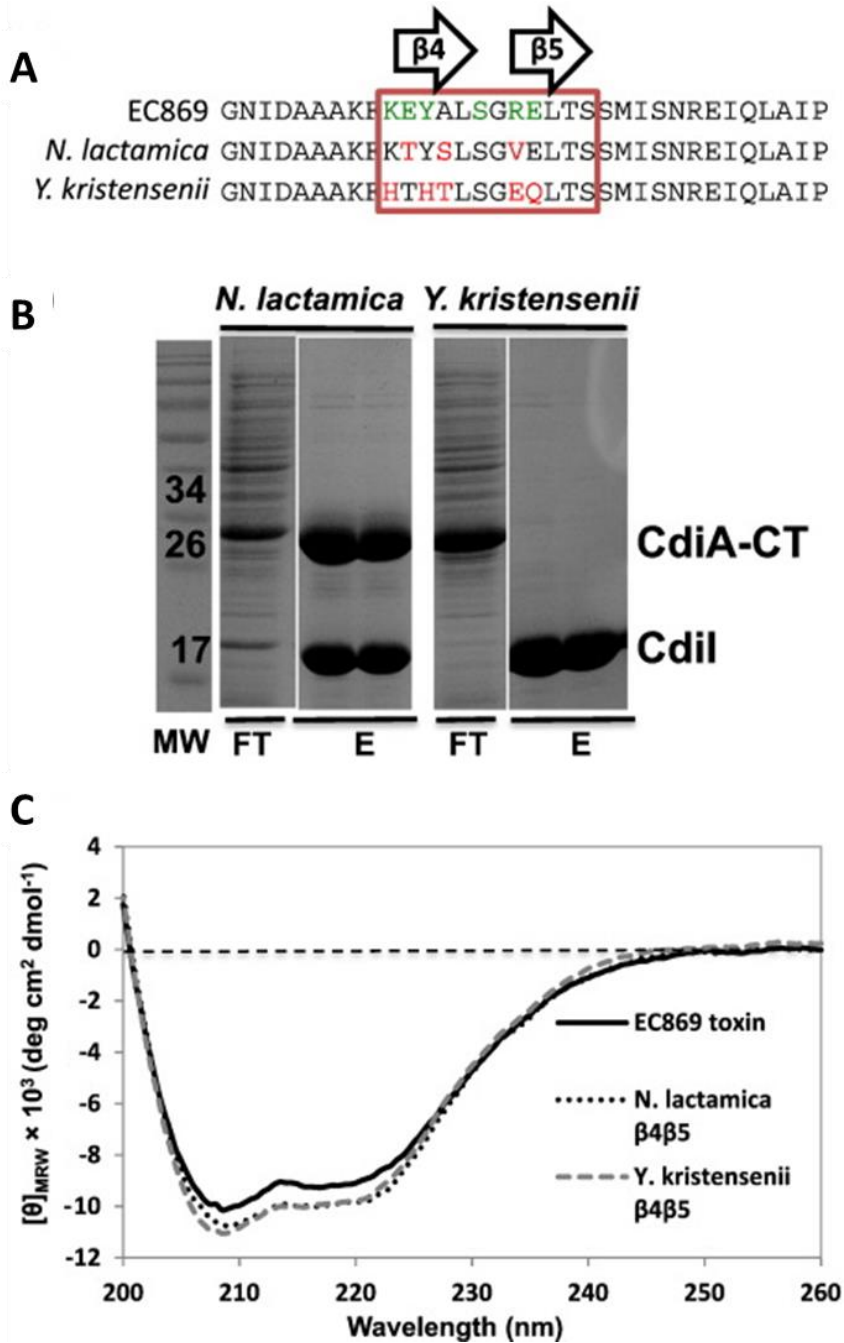 A
β4 β5
EC869 GNIDAAAKFKEYALSGRELTSSMISNREIQLAIP
N. lactamica GNIDAAAKFKTYSLSGVELTSSMISNREIQLAIP
Y. kristensenii GNIDAAAKFHTHTLSGEQLTSSMISNREIQLAIP
B
N. lactamica Y. kristensenii
34
26
17
CdiA-CT
CdiI
MW FT E FT E
C
[θ]MRW × 10³ (deg cm² dmol⁻¹)
4
2
0
-2
-4
-6
-8
-10
-12
EC869 toxin
N. lactamica
β4β5
Y. kristensenii
β4β5
200 210 220 230 240 250 260
Wavelength (nm)